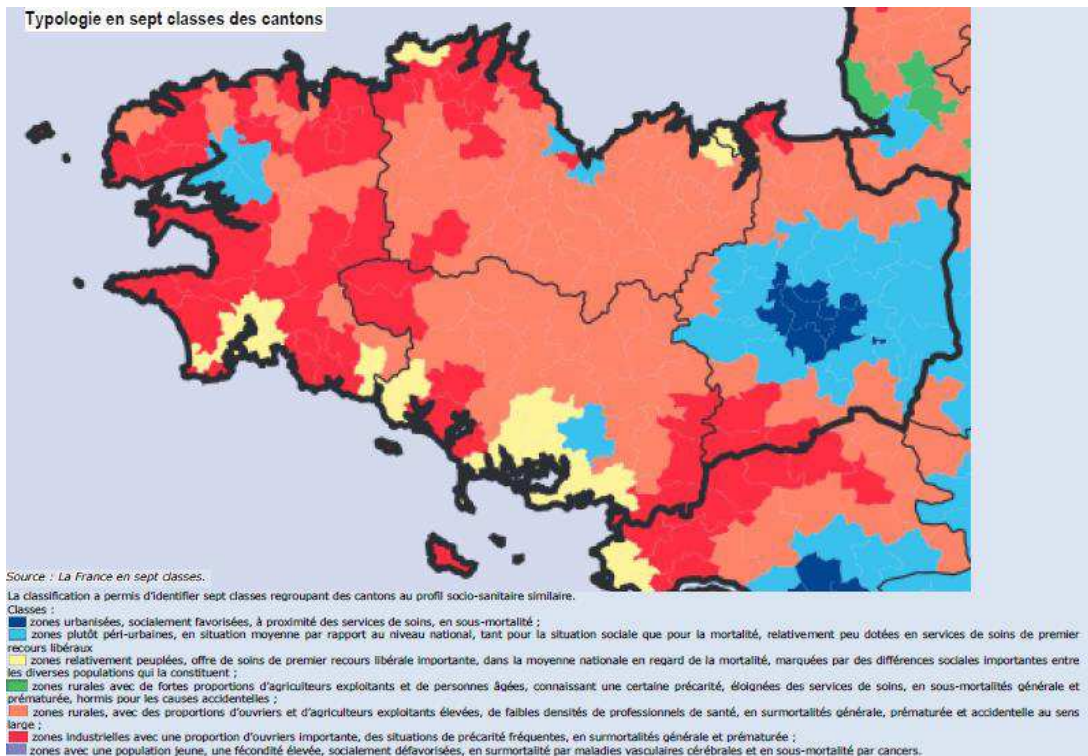 Typologie en sept classes des cantons
Source : La France en sept classes.
La classification a permis d'identifier sept classes regroupant des cantons au profil socio-sanitaire similaire.
Classes :
zones urbanisées, socialement favorisées, à proximité des services de soins, en sous-mortalité ;
zones plutôt péri-urbaines, en situation moyenne par rapport au niveau national, tant pour la situation sociale que pour la mortalité, relativement peu dotées en services de soins de premier
recours libéraux
zones relativement peuplées, offre de soins de premier recours libérale importante, dans la moyenne nationale en regard de la mortalité, marquées par des différences sociales importantes entre
les diverses populations qui la constituent ;
zones rurales avec de fortes proportions d'agriculteurs exploitants et de personnes âgées, connaissant une certaine précarité, éloignées des services de soins, en sous-mortalités générale et
prématurée, hormis pour les causes accidentelles ;
zones rurales, avec des proportions d'ouvriers et d'agriculteurs exploitants élevées, de faibles densités de professionnels de santé, en surmortalités générale, prématurée et accidentelle au sens
large ;
zones industrielles avec une proportion d'ouvriers importante, des situations de précarité fréquentes, en surmortalités générale et prématurée ;
zones avec une population jeune, une fécondité élevée, socialement défavorisées, en surmortalité par maladies vasculaires cérébrales et en sous-mortalité par cancers.